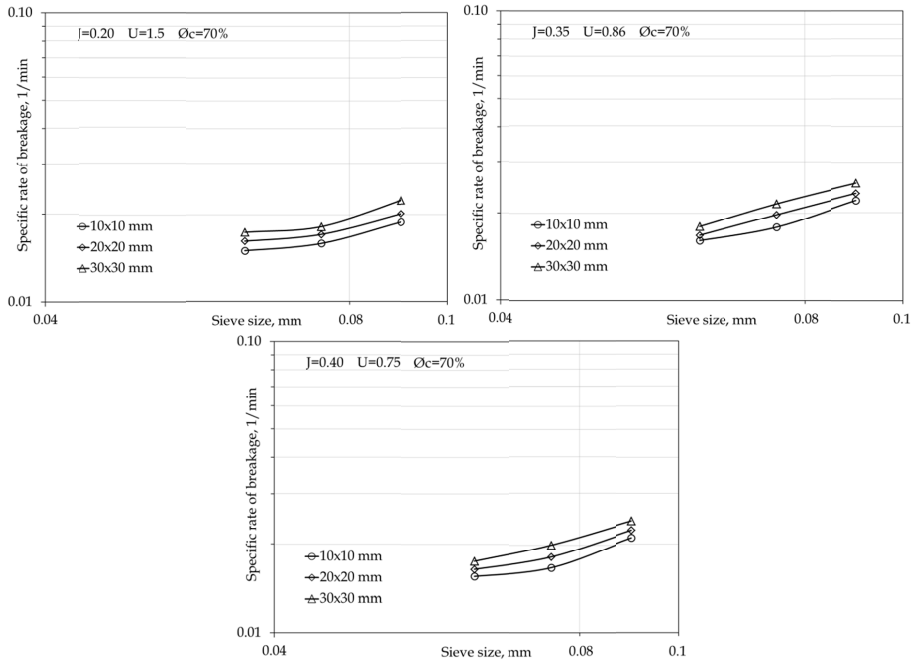 0.10
J=0.20 U=1.5 Øc=70%
Specific rate of breakage, 1/min
10x10 mm
20x20 mm
30x30 mm
0.01
0.04
Sieve size, mm
0.08
0.1
0.10
J=0.35 U=0.86 Øc=70%
Specific rate of breakage, 1/min
10x10 mm
20x20 mm
30x30 mm
0.01
0.04
Sieve size, mm
0.08
0.1
0.10
J=0.40 U=0.75 Øc=70%
Specific rate of breakage, 1/min
10x10 mm
20x20 mm
30x30 mm
0.01
0.04
Sieve size, mm
0.08
0.1